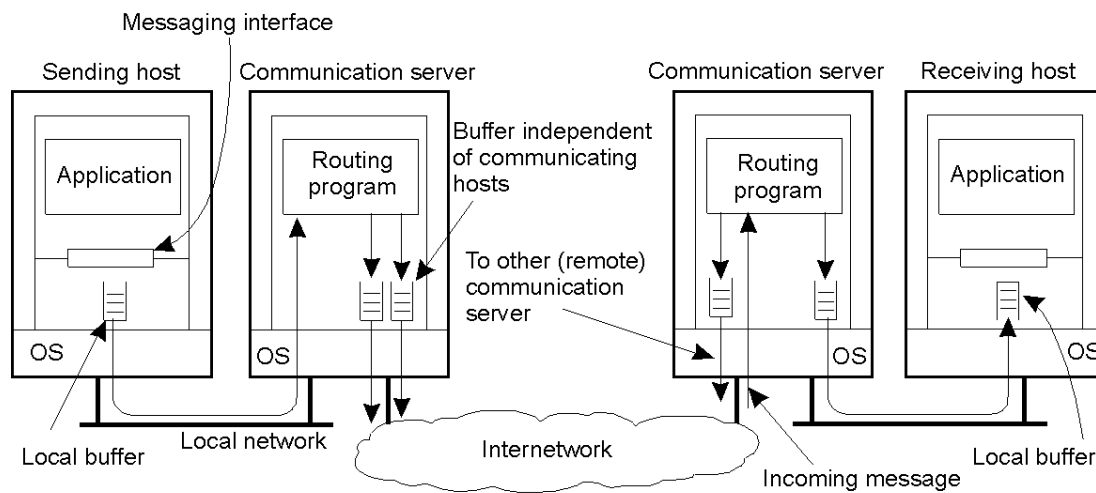 Messaging interface
Sending host
Communication server
Communication server
Receiving host
Application
Routing
program
Buffer independent
of communicating
hosts
Routing
program
Application
To other (remote)
communication
server
OS
OS
OS
OS
Local network
Internetwork
Local buffer
Incoming message
Local buffer